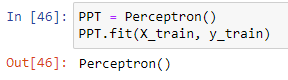 In [46]: PPT = Perceptron()
PPT.fit(X_train, y_train)
Out[46]: Perceptron()